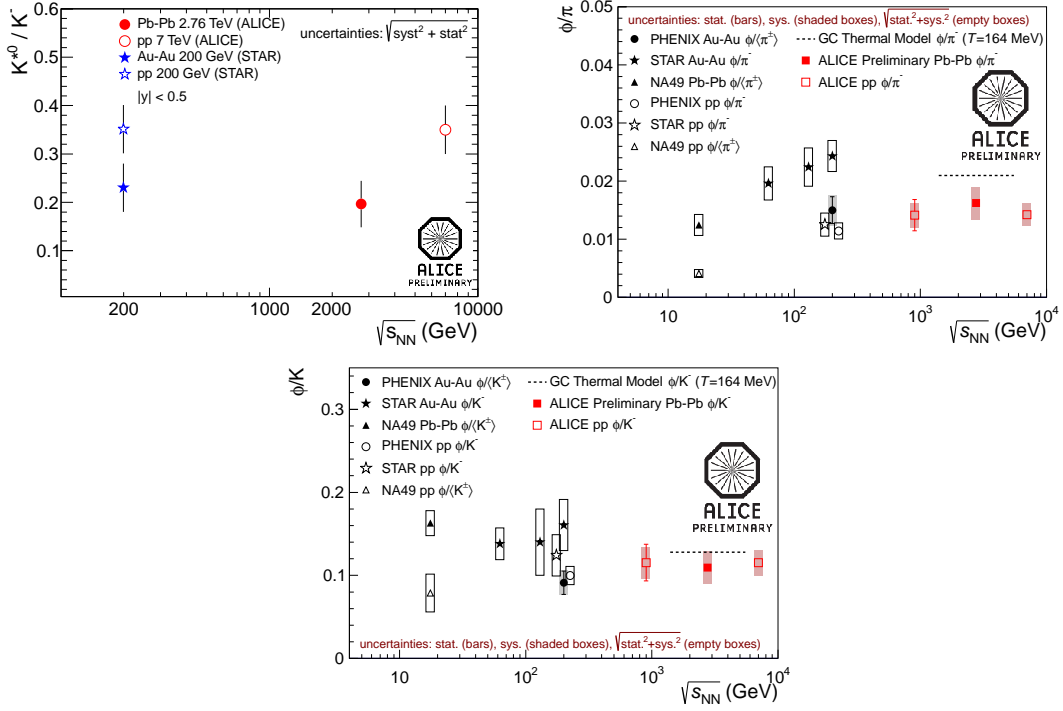 K*0 / K-
Pb-Pb 2.76 TeV (ALICE)
pp 7 TeV (ALICE)
Au-Au 200 GeV (STAR)
pp 200 GeV (STAR)
|y| < 0.5
uncertainties: √syst² + stat²
0.6
0.5
0.4
0.3
0.2
0.1
ALICE
PRELIMINARY
200
1000
2000
10000
√sNN (GeV)
ϕ/π
uncertainties: stat. (bars), sys. (shaded boxes), √stat.²+sys.² (empty boxes)
PHENIX Au-Au ϕ/⟨π±⟩
STAR Au-Au ϕ/π-
NA49 Pb-Pb ϕ/⟨π±⟩
PHENIX pp ϕ/π-
STAR pp ϕ/π-
NA49 pp ϕ/⟨π±⟩
GC Thermal Model ϕ/π- (T=164 MeV)
ALICE Preliminary Pb-Pb ϕ/π-
ALICE pp ϕ/π-
0.05
0.04
0.03
0.02
0.01
0
ALICE
PRELIMINARY
10
10²
10³
10⁴
√sNN (GeV)
ϕ/K
PHENIX Au-Au ϕ/⟨K±⟩
STAR Au-Au ϕ/K-
NA49 Pb-Pb ϕ/⟨K±⟩
PHENIX pp ϕ/K-
STAR pp ϕ/K-
NA49 pp ϕ/⟨K±⟩
GC Thermal Model ϕ/K- (T=164 MeV)
ALICE Preliminary Pb-Pb ϕ/K-
ALICE pp ϕ/K-
0.4
0.3
0.2
0.1
0
ALICE
PRELIMINARY
uncertainties: stat. (bars), sys. (shaded boxes), √stat.²+sys.² (empty boxes)
10
10²
10³
10⁴
√sNN (GeV)